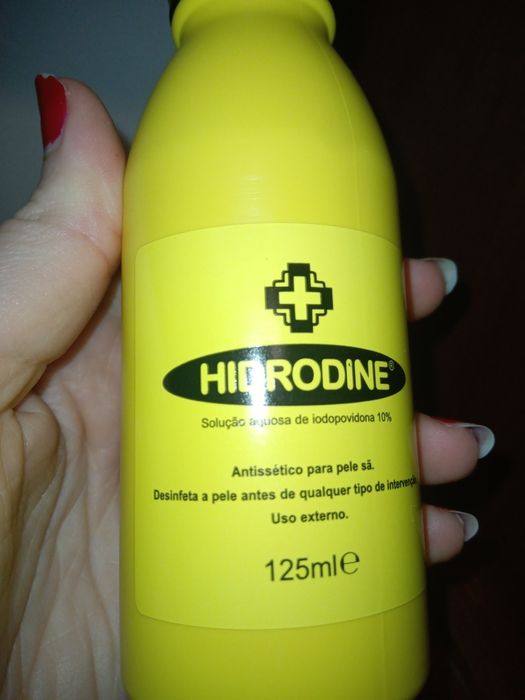 HIDRODINE®
Solução aquosa de iodopovidona 10%
Antissético para pele sã.
Desinfeta a pele antes de qualquer tipo de intervenção.
Uso externo.
125ml℮